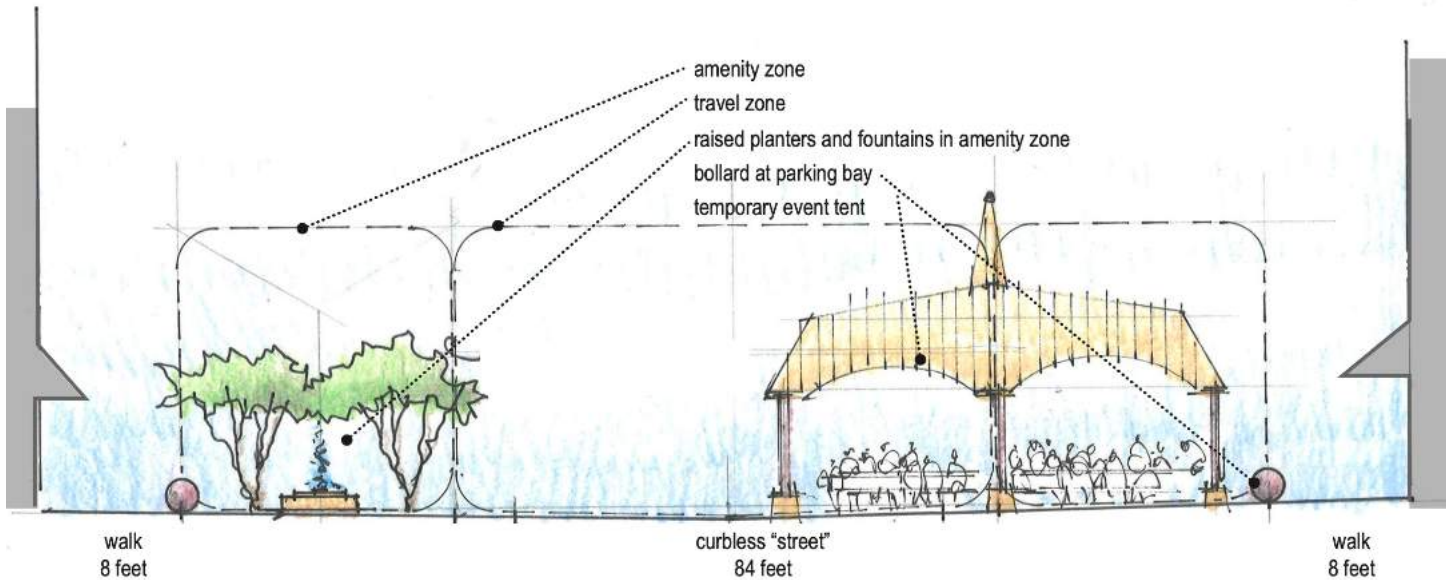 amenity zone
travel zone
raised planters and fountains in amenity zone
bollard at parking bay
temporary event tent
walk
8 feet
curbless “street”
84 feet
walk
8 feet